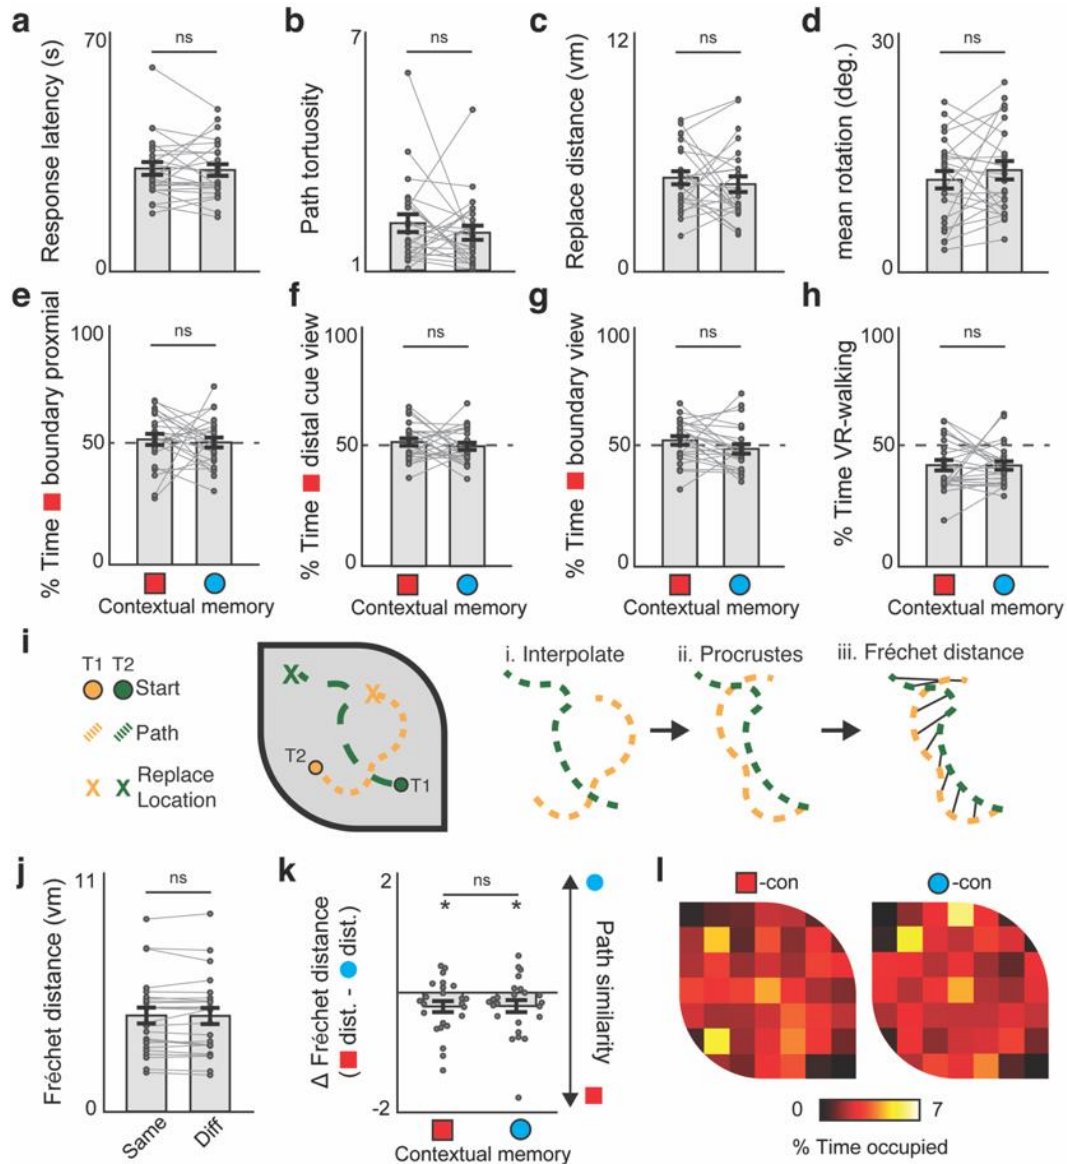 a
Response latency (s)
70
0
ns
b
Path tortuosity
7
1
ns
c
Replace distance (vm)
12
0
ns
d
mean rotation (deg.)
30
0
ns
e
% Time boundary proxmial
100
50
0
ns
Contextual memory
f
% Time distal cue view
100
50
0
ns
Contextual memory
g
% Time boundary view
100
50
0
ns
Contextual memory
h
% Time VR-walking
100
50
0
ns
Contextual memory
i
T1 T2
Start
Path
X X Replace
Location
X
X
T2
T1
i. Interpolate
ii. Procrustes
iii. Fréchet distance
j
Fréchet distance (vm)
11
0
ns
Same
Diff
k
Δ Fréchet distance
( dist. - dist.)
2
-2
ns
* *
Contextual memory
Path similarity
l
-con
-con
0
7
% Time occupied